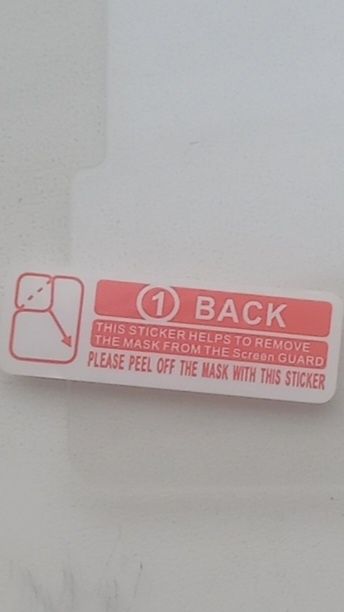 1 BACK
THIS STICKER HELPS TO REMOVE
THE MASK FROM THE Screen GUARD
PLEASE PEEL OFF THE MASK WITH THIS STICKER